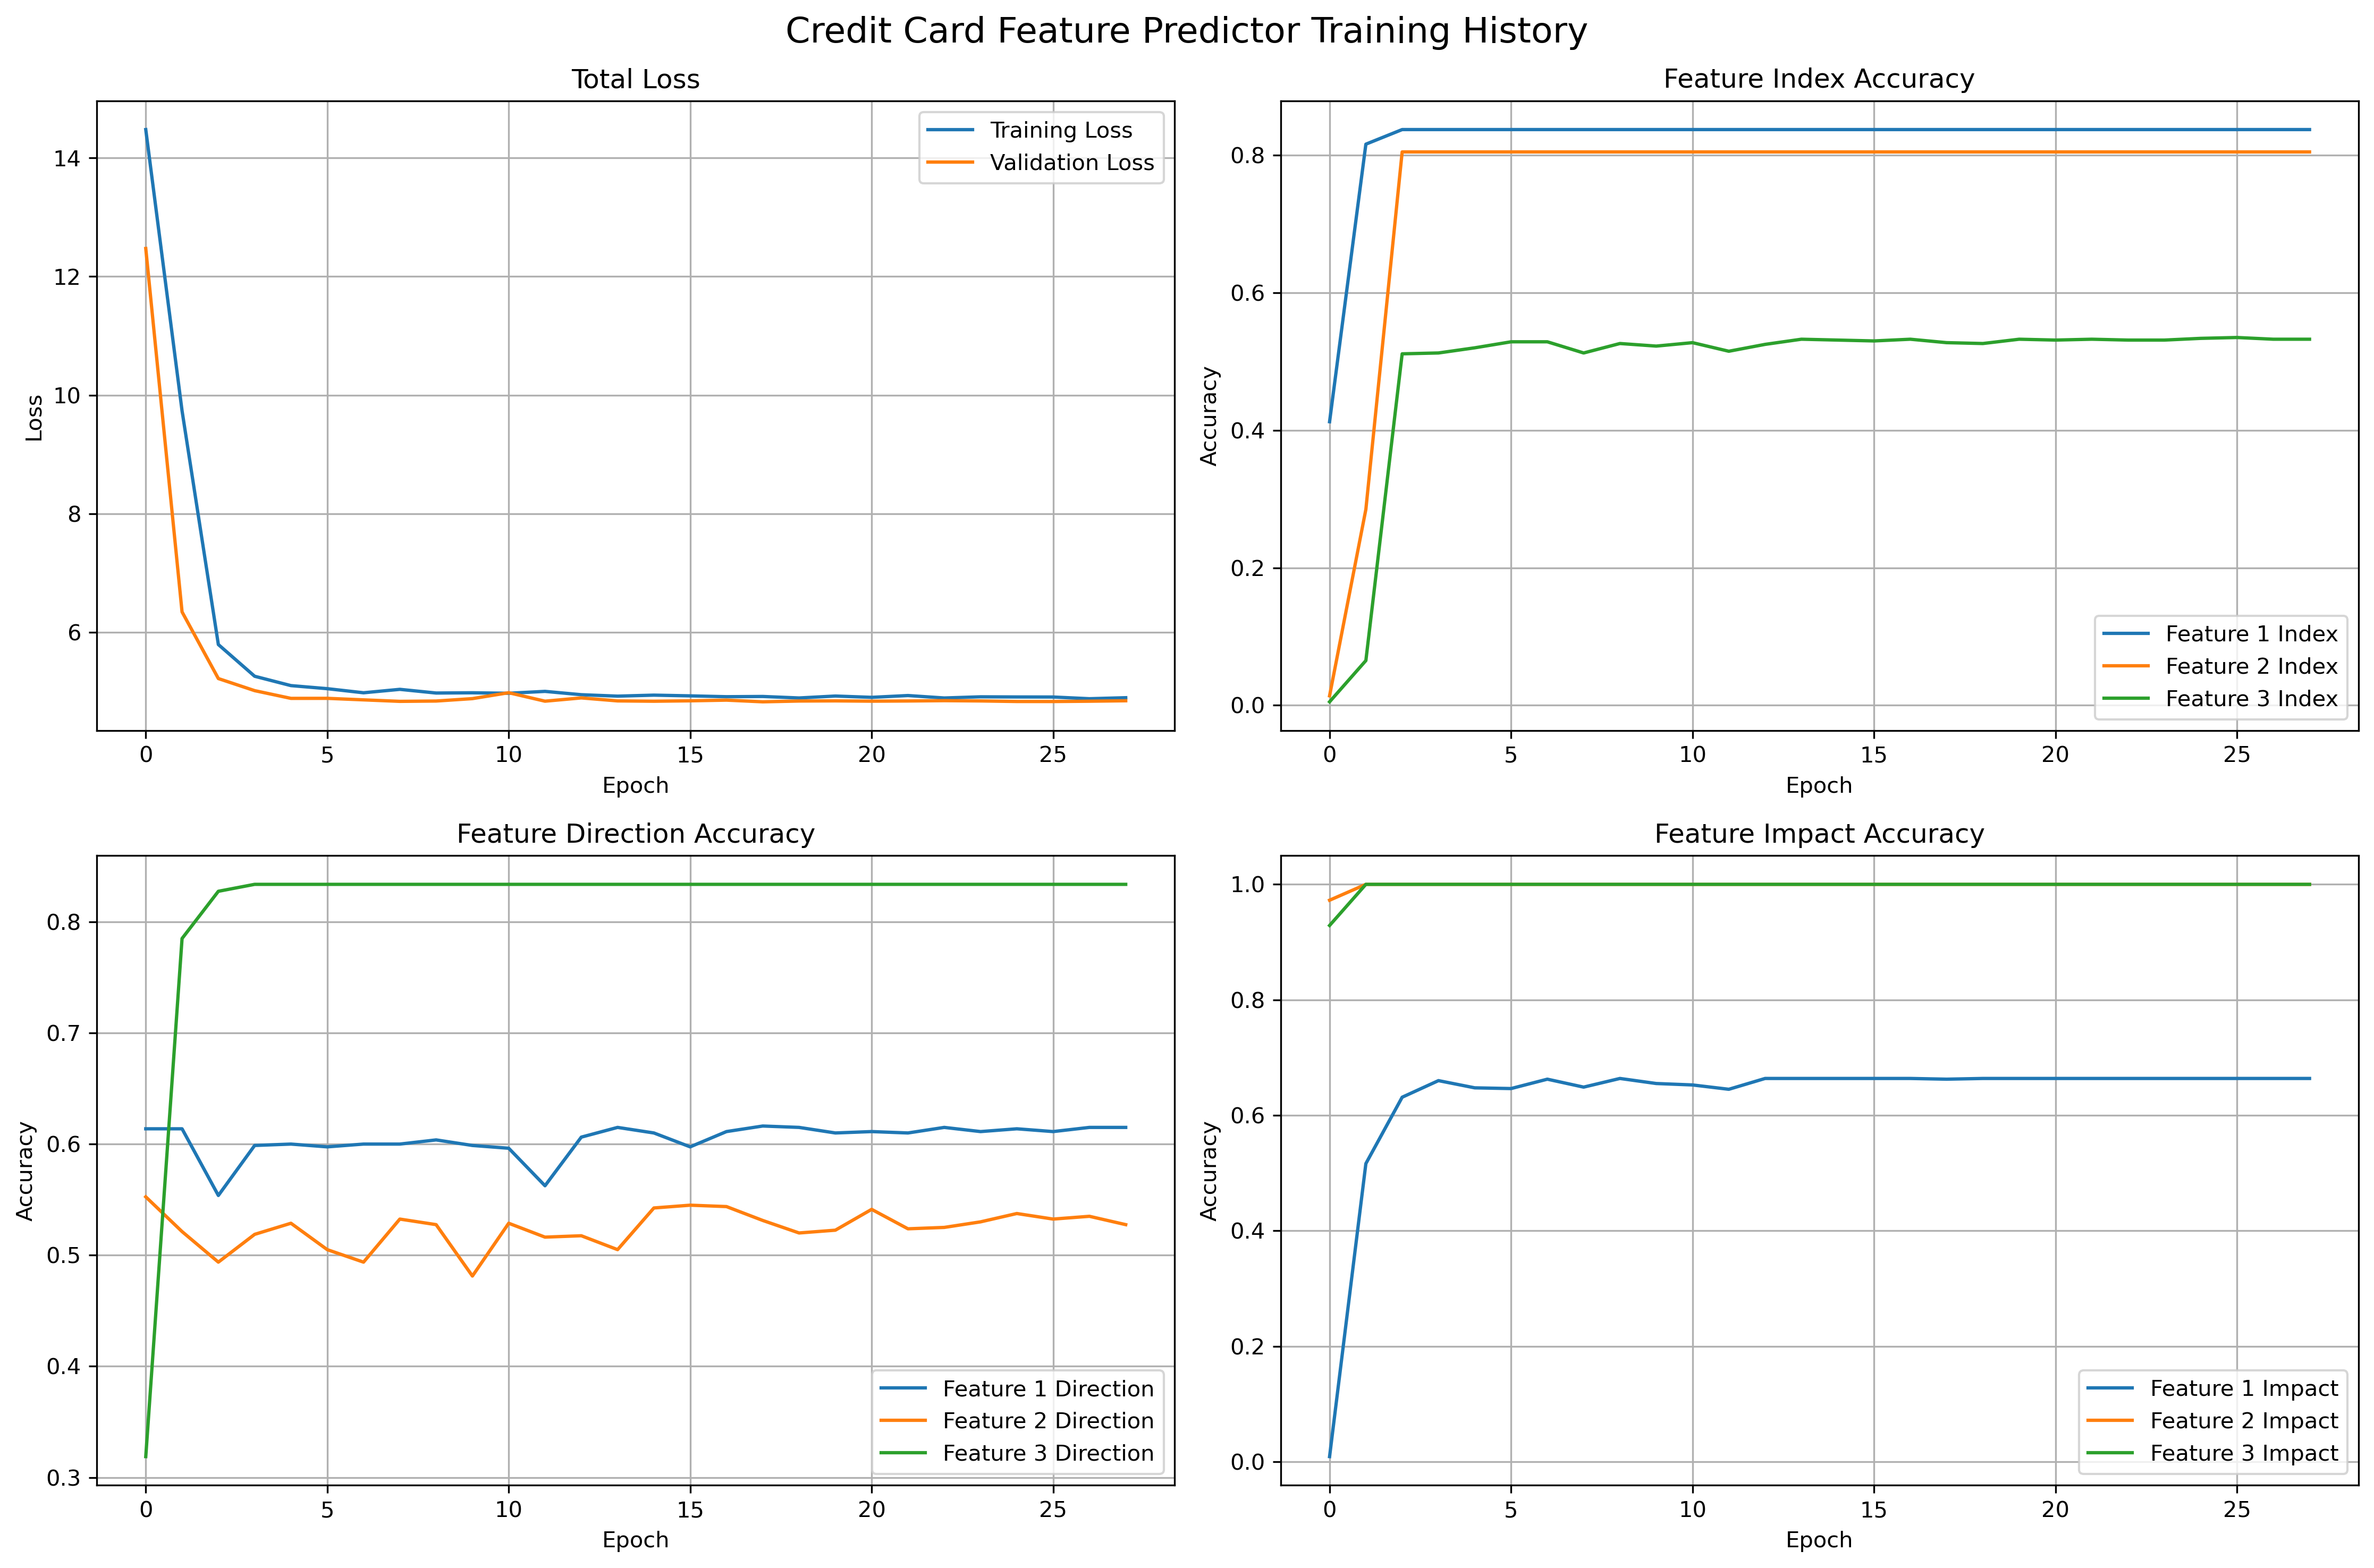 Credit Card Feature Predictor Training History
Total Loss
Training Loss
Validation Loss
14
12
10
8
6
Loss
0 5 10 15 20 25
Epoch
Feature Index Accuracy
0.8
0.6
0.4
0.2
0.0
Accuracy
Feature 1 Index
Feature 2 Index
Feature 3 Index
0 5 10 15 20 25
Epoch
Feature Direction Accuracy
0.8
0.7
0.6
0.5
0.4
0.3
Accuracy
Feature 1 Direction
Feature 2 Direction
Feature 3 Direction
0 5 10 15 20 25
Epoch
Feature Impact Accuracy
1.0
0.8
0.6
0.4
0.2
0.0
Accuracy
Feature 1 Impact
Feature 2 Impact
Feature 3 Impact
0 5 10 15 20 25
Epoch